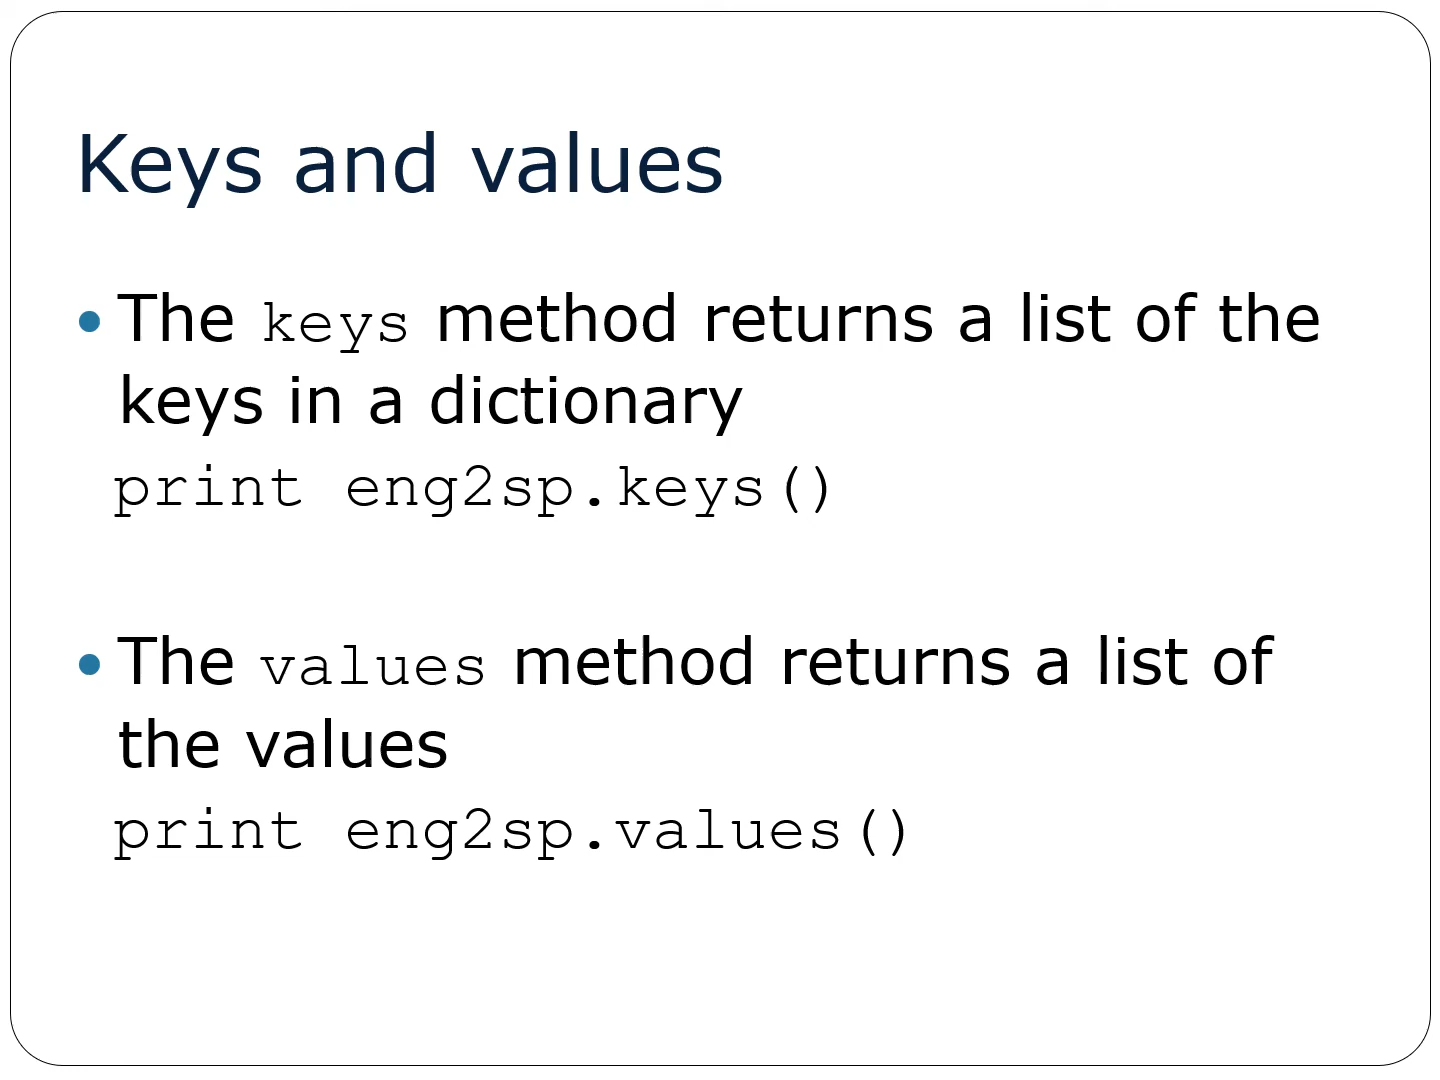 Keys and values
• The keys method returns a list of the
keys in a dictionary
print eng2sp.keys()
• The values method returns a list of
the values
print eng2sp.values()